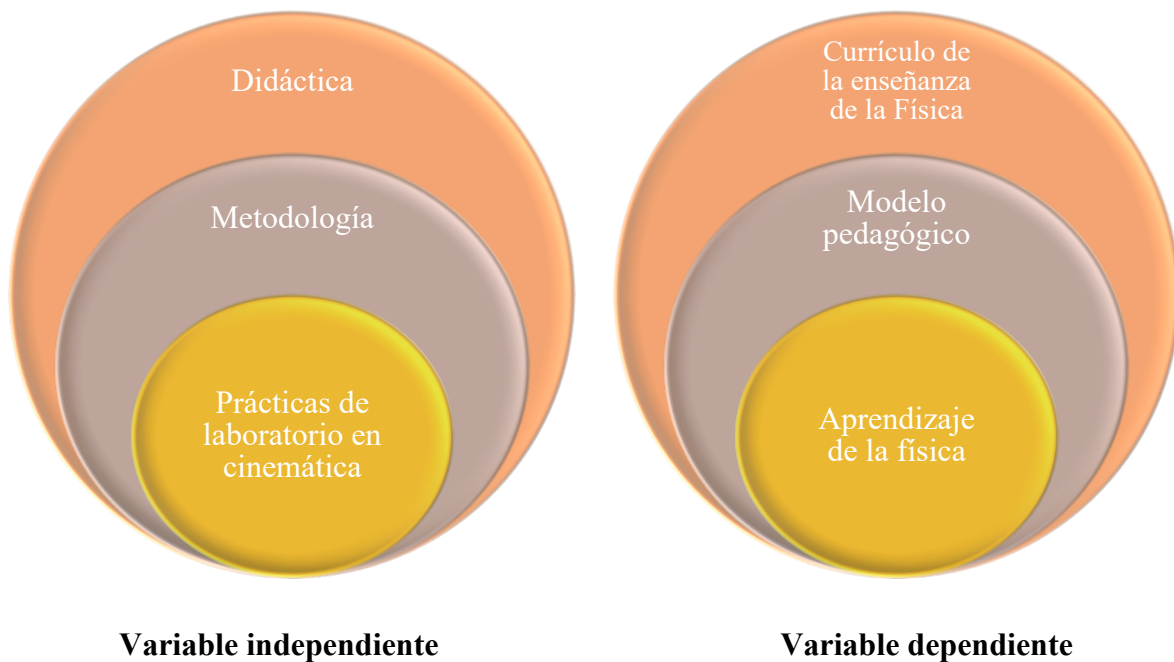 Didáctica
Metodología
Prácticas de
laboratorio en
cinemática
Variable independiente
Currículo de
la enseñanza
de la Física
Modelo
pedagógico
Aprendizaje
de la física
Variable dependiente